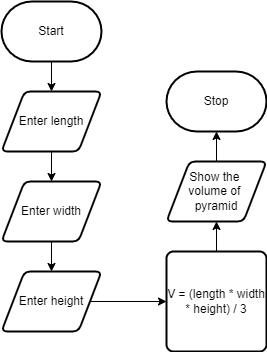 Start
Enter length
Enter width
Enter height
V = (length * width
* height) / 3
Show the
volume of
pyramid
Stop